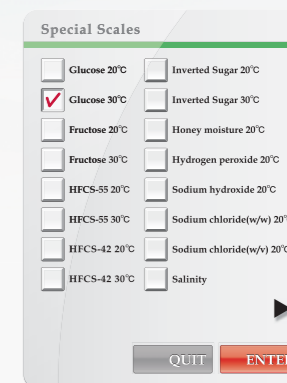 Special Scales
Glucose 20℃
Inverted Sugar 20℃
Glucose 30℃
Inverted Sugar 30℃
Fructose 20℃
Honey moisture 20℃
Fructose 30℃
Hydrogen peroxide 20℃
HFCS-55 20℃
Sodium hydroxide 20℃
HFCS-55 30℃
Sodium chloride(w/w) 20℃
HFCS-42 20℃
Sodium chloride(w/v) 20℃
HFCS-42 30℃
Salinity
QUIT
ENTE